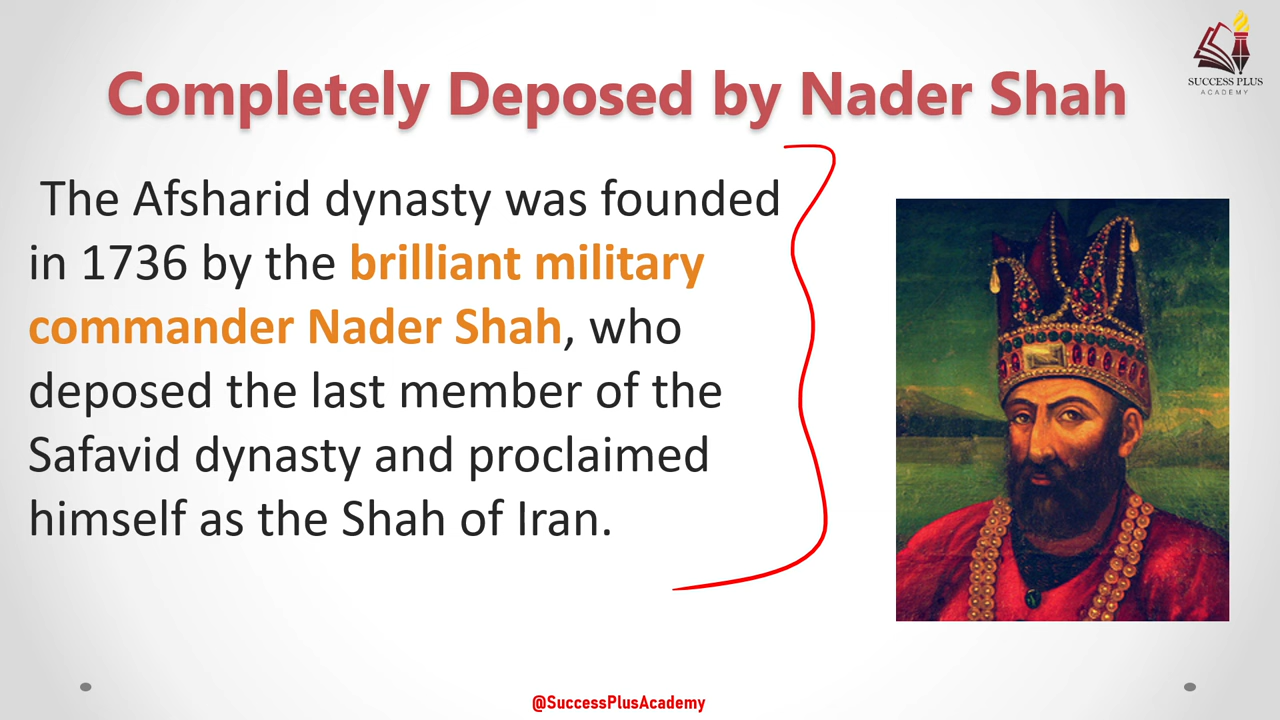 SUCCESS PLUS
ACADEMY
Completely Deposed by Nader Shah
The Afsharid dynasty was founded
in 1736 by the brilliant military
commander Nader Shah, who
deposed the last member of the
Safavid dynasty and proclaimed
himself as the Shah of Iran.
@SuccessPlusAcademy